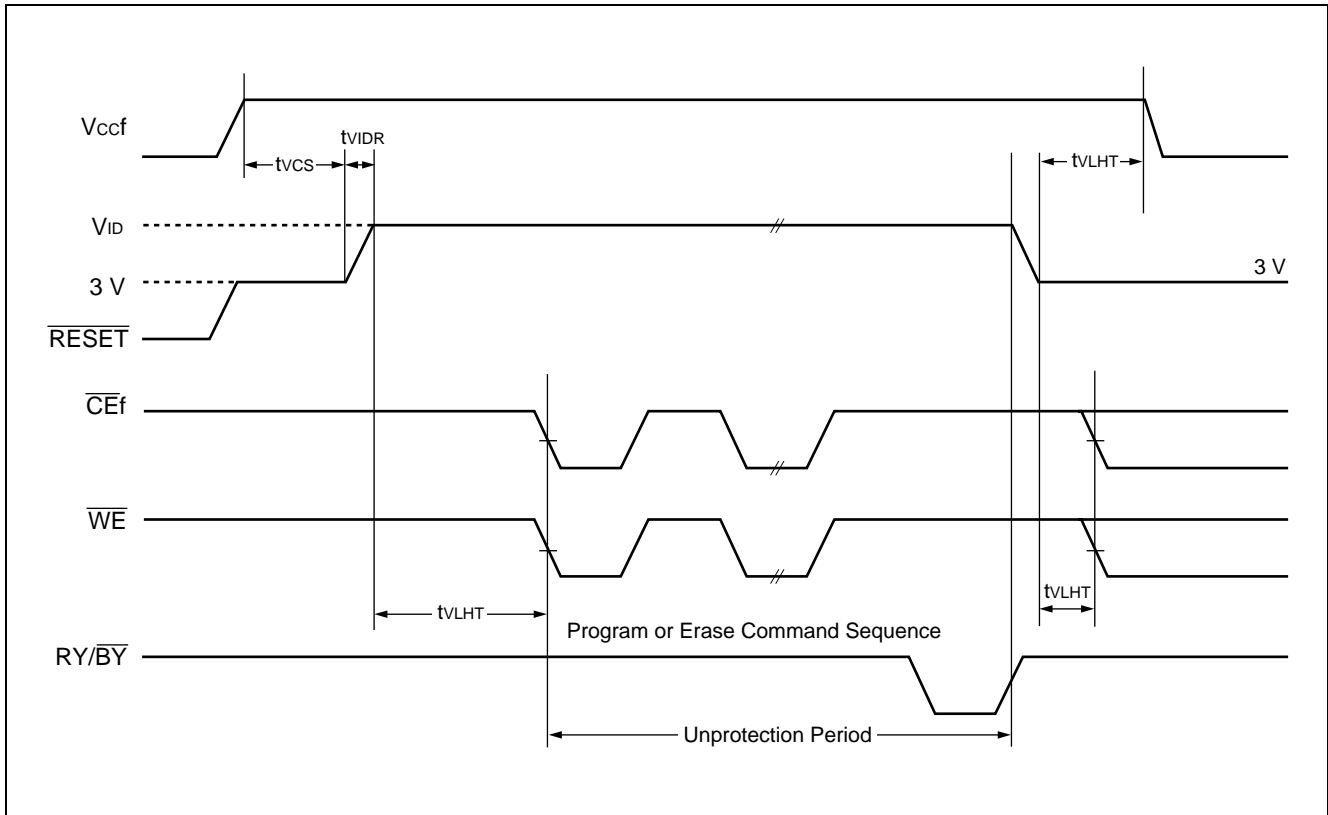 VCCf
tVIDR
tVCS
tVLHT
VID
3 V
3 V
RESET
CEf
WE
tVLHT
tVLHT
Program or Erase Command Sequence
RY/BY
Unprotection Period